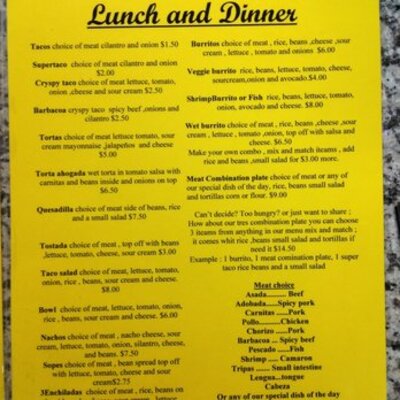 Lunch and Dinner
Tacos choice of meat cilantro and onion $1.50
Supertaco choice of meat cilantro and onion
$2.00
Cryspy taco choice of meat lettuce, tomato,
onion ,cheese and sour cream $2.50
Barbacoa cryspy taco spicy beef ,onions and
cilantro $2.50
Tortas choice of meat lettuce tomato, sour
cream mayonnaise ,jalapeños and cheese
$5.00
Torta ahogada wet torta in tomato salsa with
carnitas and beans inside and onions on top
$6.50
Quesadilla choice of meat side of beans, rice
and a small salad $7.50
Tostada choice of meat , top off with beans
,lettuce, tomato, cheese, sour cream $3.00
Taco salad choice of meat, lettuce, tomato,
onion, rice, beans, sour cream and cheese.
$8.00
Bowl choice of meat, lettuce, tomato, onion,
rice , beans, sour cream and cheese. $6.00
Nachos choice of meat , nacho cheese, sour
cream, lettuce, tomato, onion, silantro, cheese,
and beans. $7.50
Sopes choice of meat , bean spread top off
with lettuce, tomato, cheese and sour
cream$2.75
3Enchiladas choice of meat, rice, beans on
Burritos choice of meat , rice, beans ,cheese ,sour
cream , lettuce , tomato and onions $6.00
Veggie burrito rice, beans, lettuce, tomato, cheese,
sourcream,onion and avocado.$4.00
ShrimpBurrito or Fish rice, beans, lettuce, tomato,
onion, avocado and cheese. $8.00
Wet burrito choice of meat , rice, beans ,cheese ,sour
cream , lettuce , tomato ,onion, top off with salsa and
cheese. $6.50
Make your own combo , mix and match iteams , add
rice and beans ,small salad for $3.00 more.
Meat Combination plate choice of meat or any of
our special dish of the day, rice, beans small salad
and tortillas corn or flour. $9.00
Can't decide? Too hungry? or just want to share ;
How about our tres combination plate you can choose
3 items from anything in our menu mix and match ;
it comes whit rice ,beans small salad and tortillas if
need it $14.50
Example : 1 burrito, 1 meat comination plate, 1 super
taco rice beans and a small salad
Meat choice
Asada.......... Beef
Adobada......Spicy pork
Carnitas ......Pork
Pollo............Chicken
Chorizo ......Pork
Barbacoa ... Spicy beef
Pescado ......Fish
Shrimp ..... Camaron
Tripas ...... Small intestine
Lengua...tongue
Cabeza
Or any of our special dish of the day